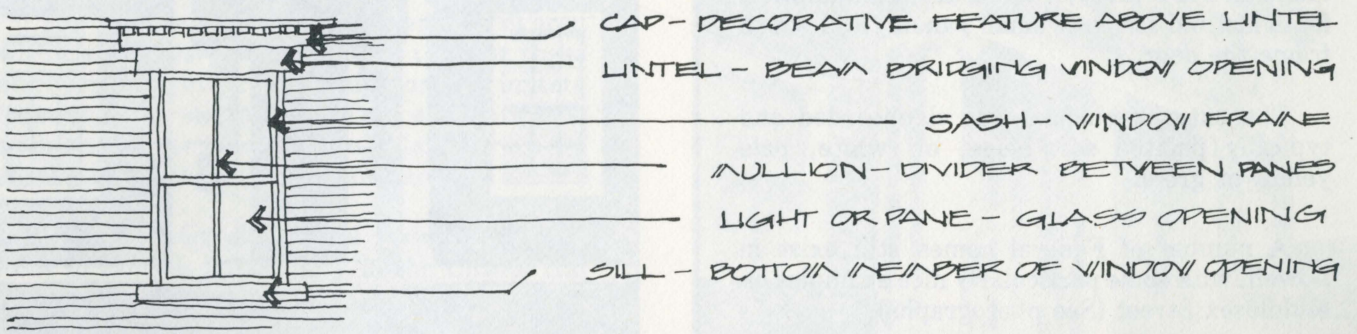 CAP - DECORATIVE FEATURE ABOVE LINTEL
LINTEL - BEAM BRIDGING WINDOW OPENING
SASH - WINDOW FRAME
MULLION - DIVIDER BETWEEN PANES
LIGHT OR PANE - GLASS OPENING
SILL - BOTTOM MEMBER OF WINDOW OPENING